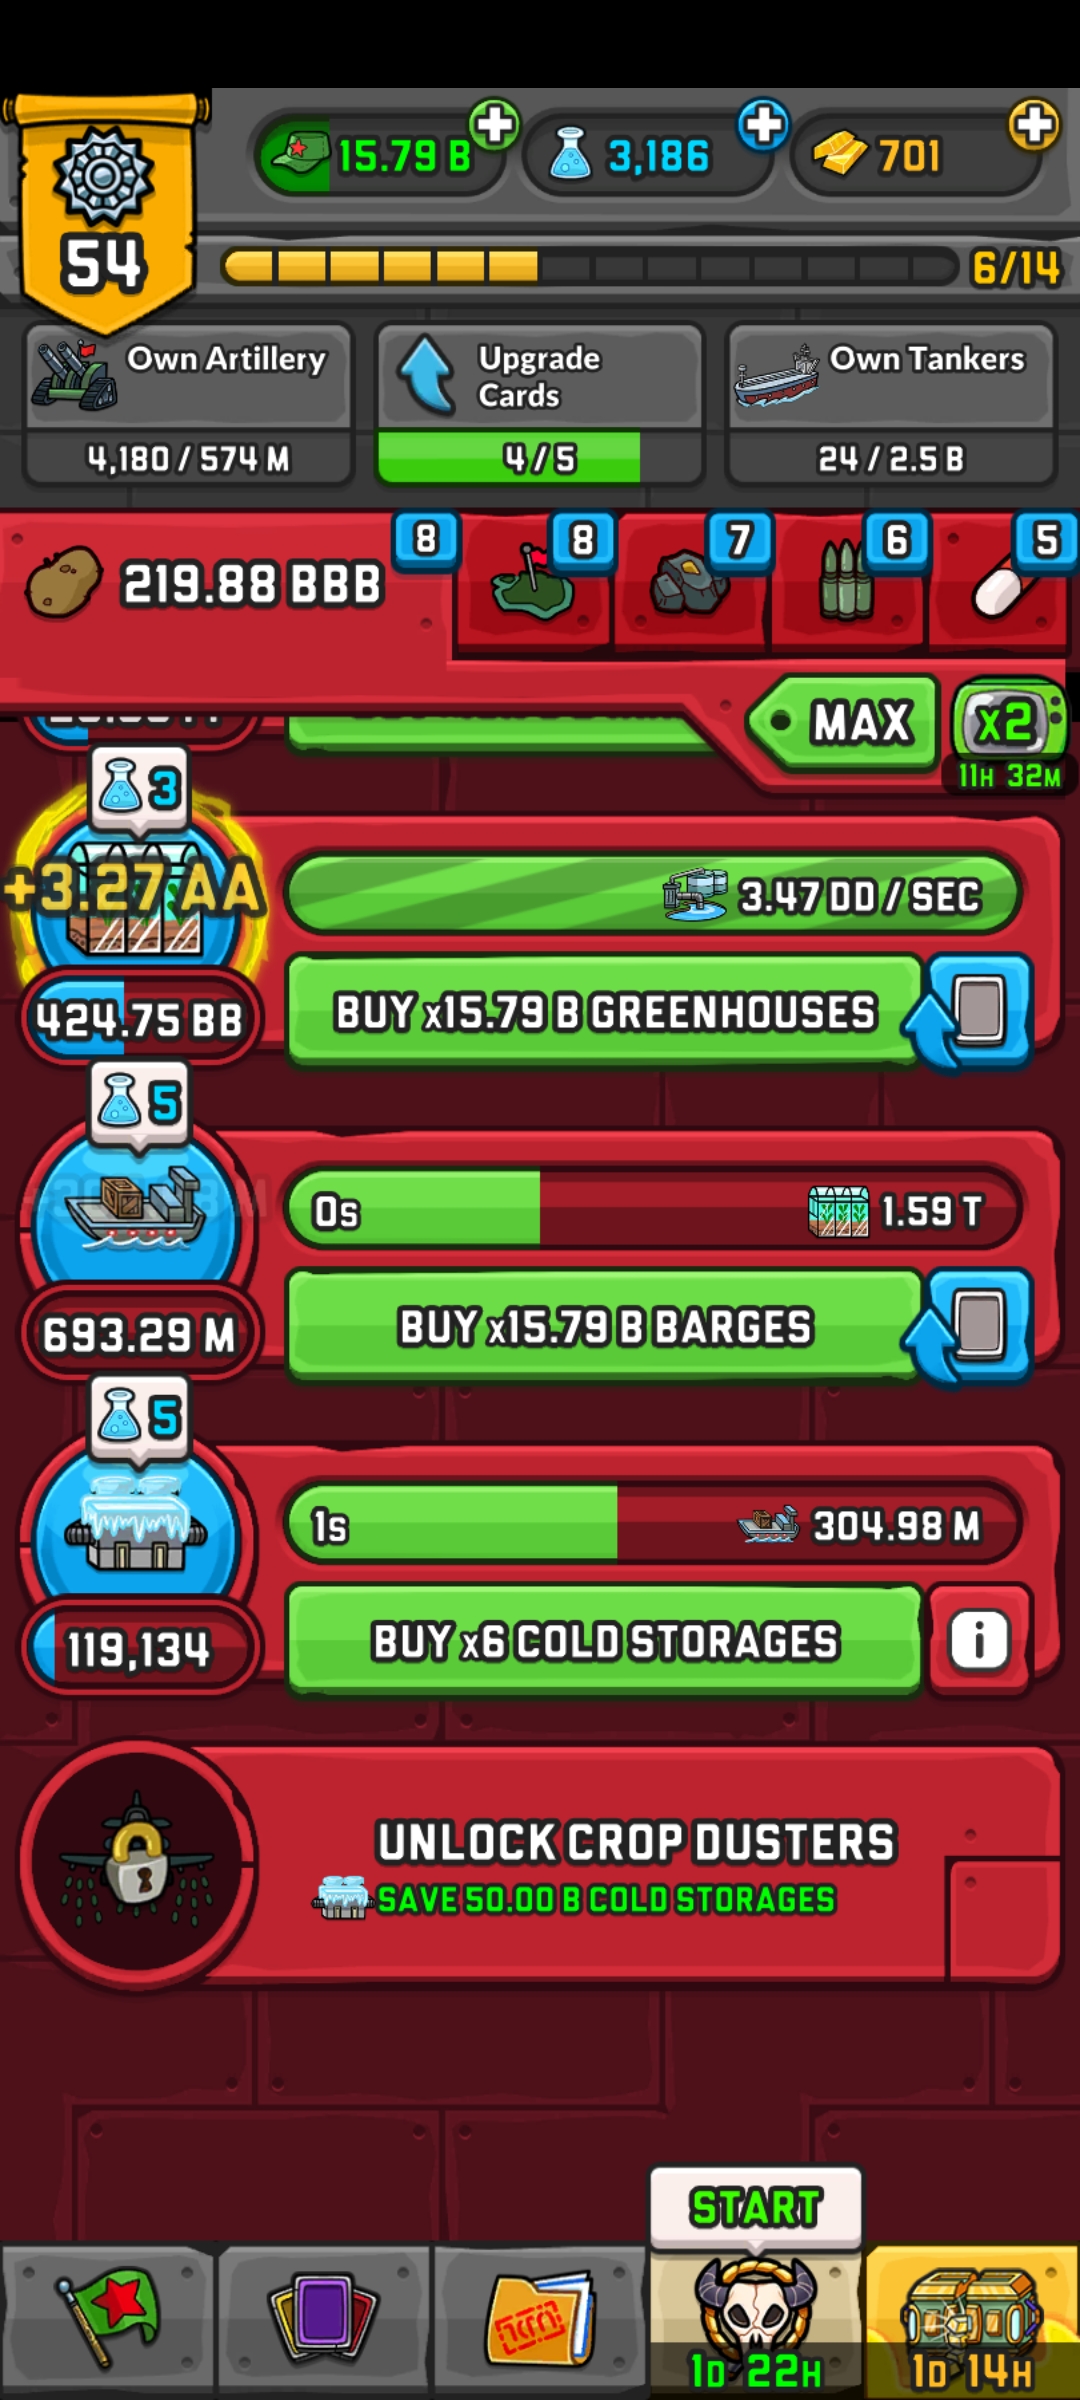 54
15.79 B
3,186
701
6/14
Own Artillery
4,180 / 574 M
Upgrade
Cards
4 / 5
Own Tankers
24 / 2.5 B
219.88 BBB
8
8
7
6
5
MAX
x2
11H 32M
3
+3.27 AA
3.47 DD / SEC
424.75 BB
BUY x15.79 B GREENHOUSES
5
0s
1.59 T
693.29 M
BUY x15.79 B BARGES
5
1s
304.98 M
119,134
BUY x6 COLD STORAGES
i
UNLOCK CROP DUSTERS
SAVE 50.00 B COLD STORAGES
START
1D 22H
1D 14H